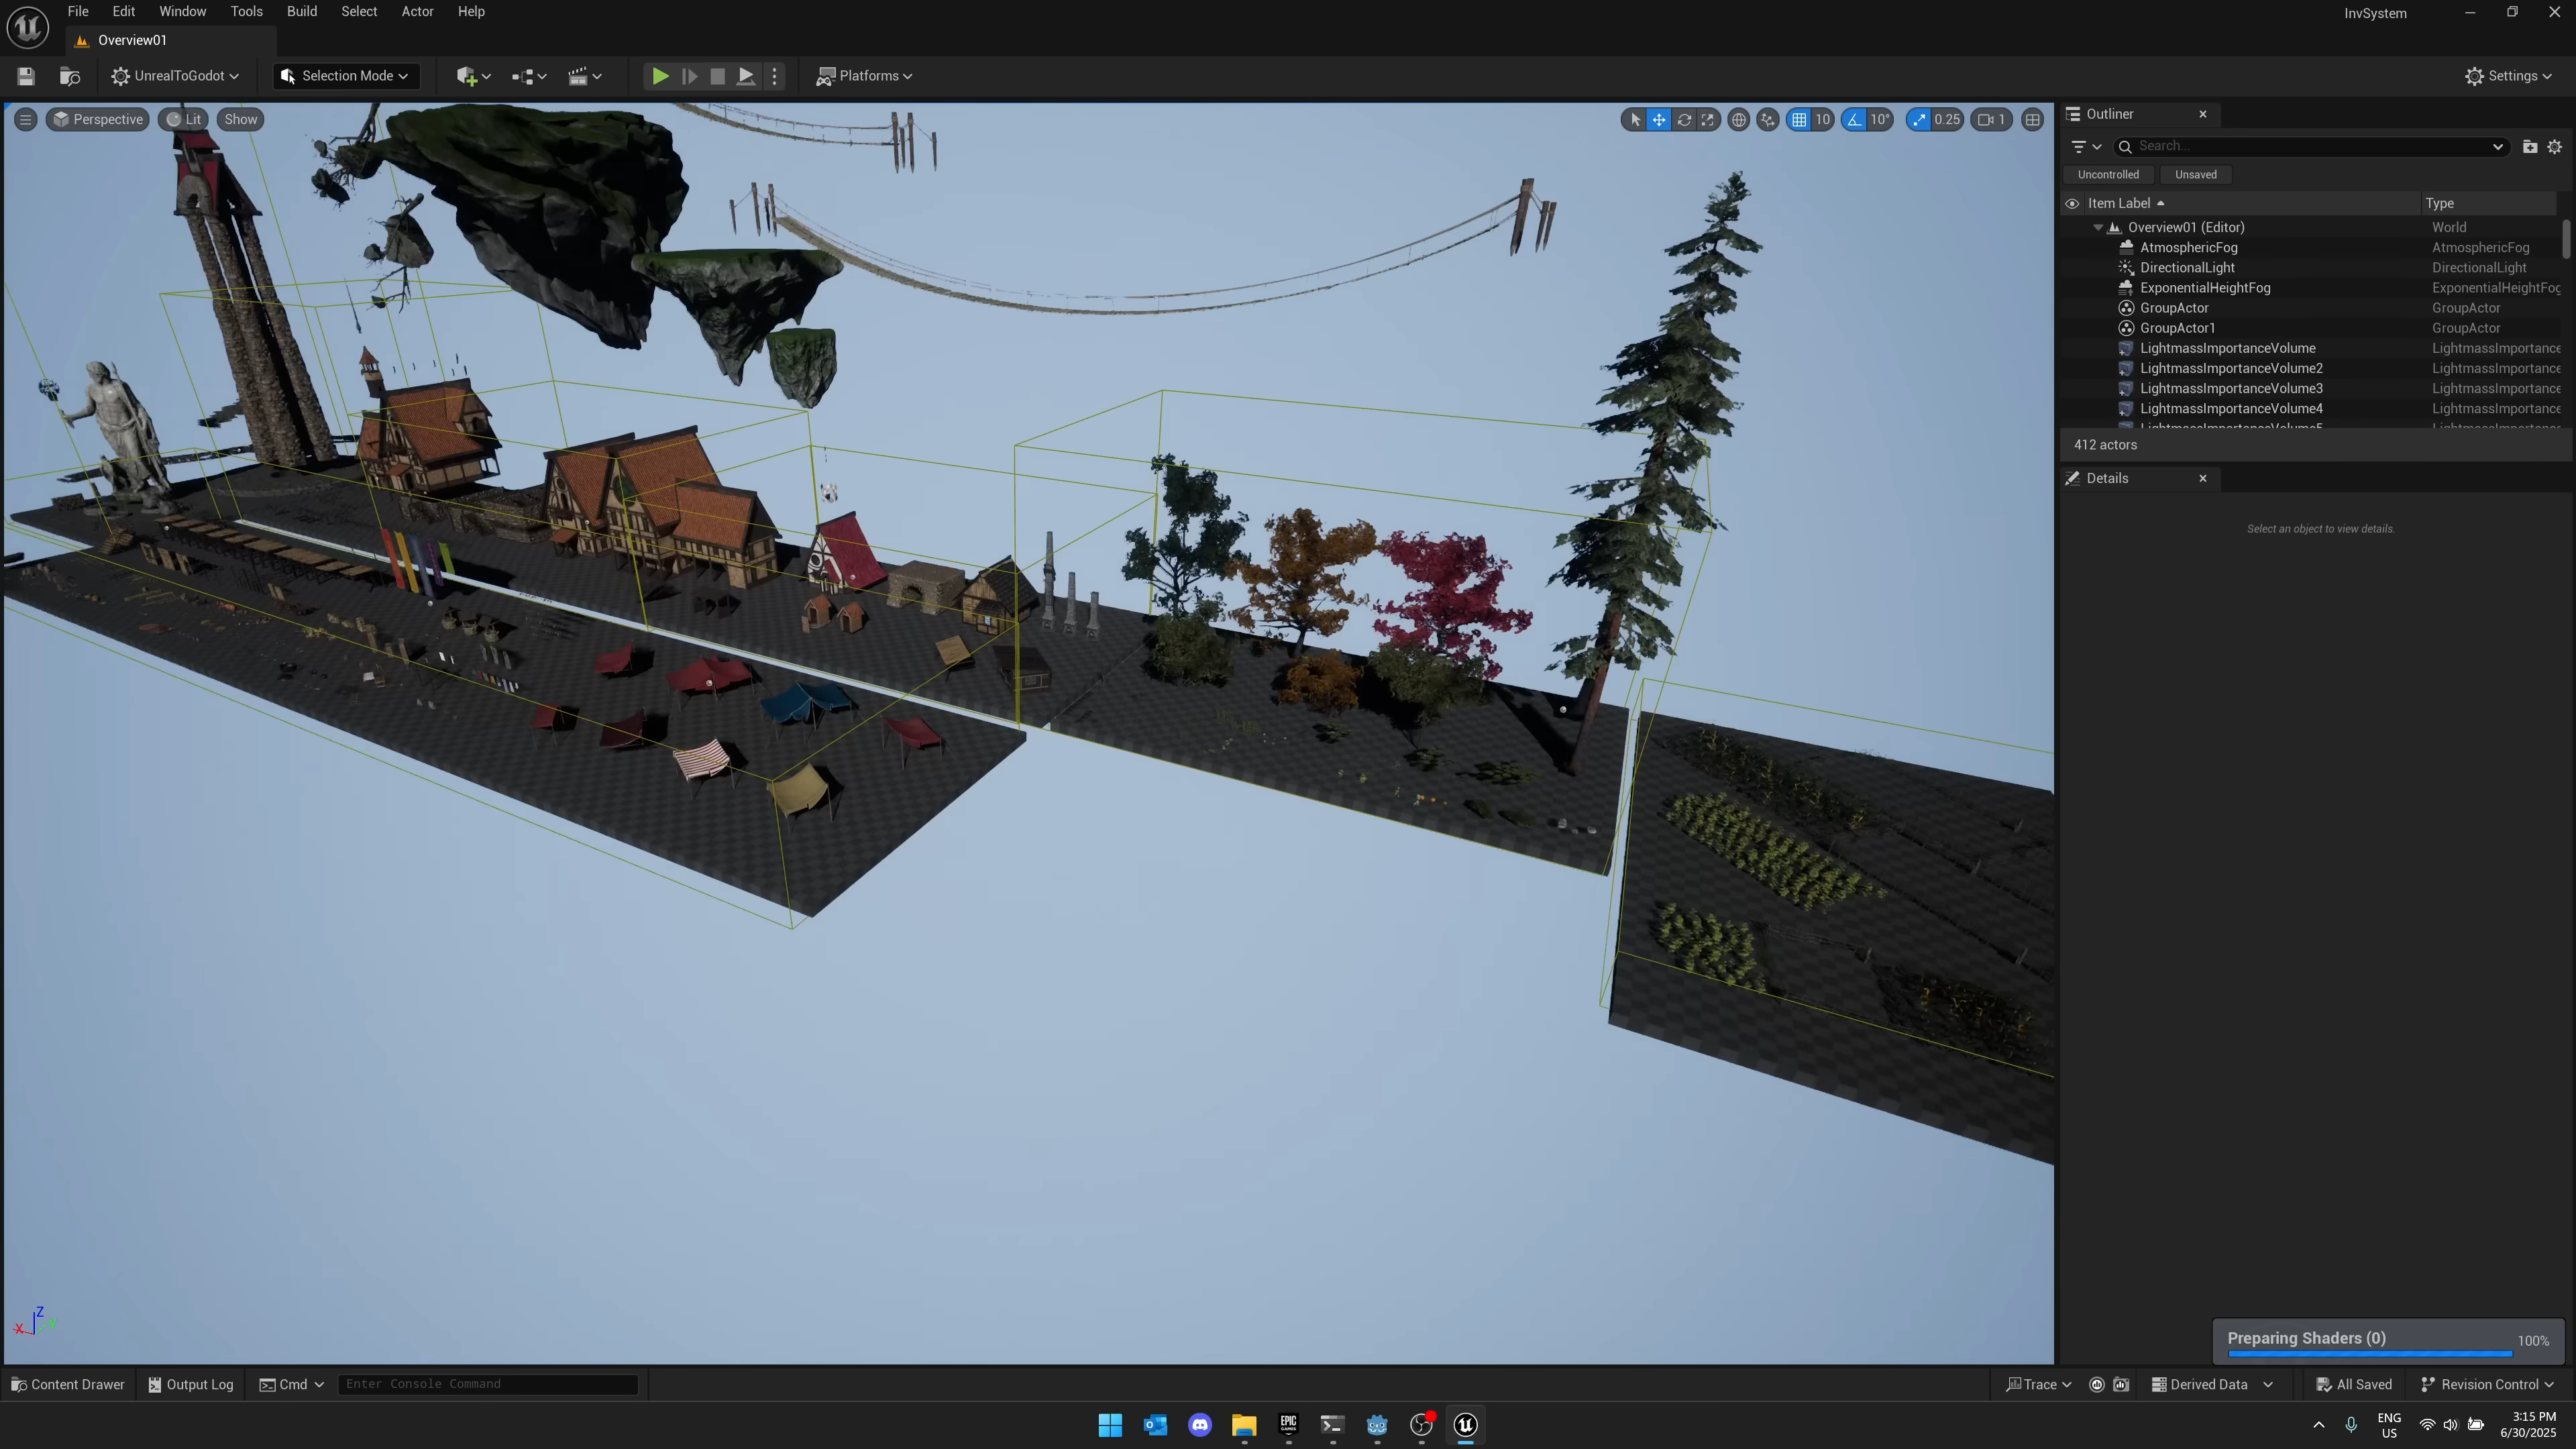 File Edit Window Tools Build Select Actor Help
InvSystem
Overview01
UnrealToGodot
Selection Mode
Platforms
Settings
Perspective
Lit
Show
10
10°
0.25
1
Outliner
Search...
Uncontrolled
Unsaved
Item Label Type
Overview01 (Editor) World
AtmosphericFog AtmosphericFog
DirectionalLight DirectionalLight
ExponentialHeightFog ExponentialHeightFog
GroupActor GroupActor
GroupActor1 GroupActor
LightmassImportanceVolume LightmassImportance
LightmassImportanceVolume2 LightmassImportance
LightmassImportanceVolume3 LightmassImportance
LightmassImportanceVolume4 LightmassImportance
LightmassImportanceVolume5 LightmassImportance
412 actors
Details
Select an object to view details.
Z
X
Y
Preparing Shaders (0) 100%
Content Drawer
Output Log
Cmd
Enter Console Command
Trace
Derived Data
All Saved
Revision Control
EPIC
GAMES
ENG
US
3:15 PM
6/30/2025